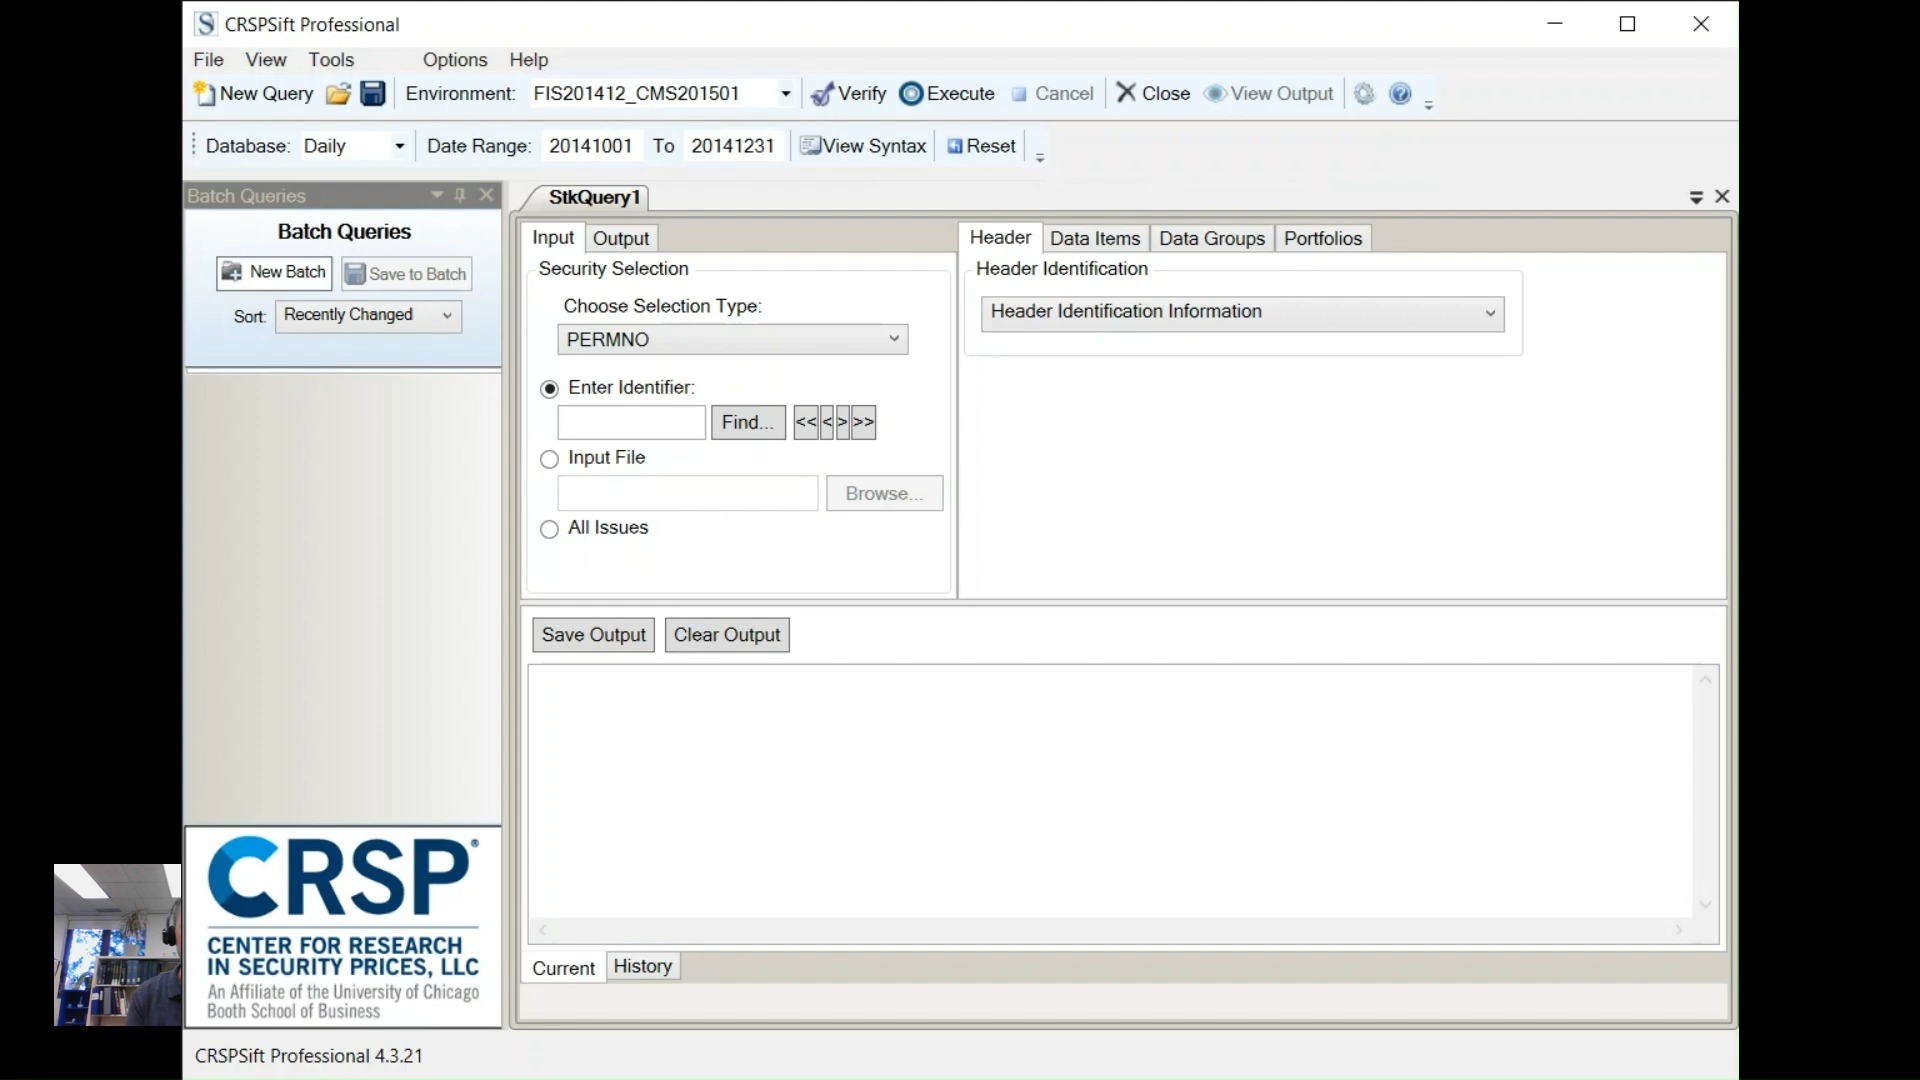 CRSPSift Professional
File View Tools Options Help
New Query Environment: FIS201412_CMS201501 Verify Execute Cancel Close View Output
Database: Daily Date Range: 20141001 To 20141231 View Syntax Reset
Batch Queries
Batch Queries
New Batch Save to Batch
Sort: Recently Changed
StkQuery1
Input Output
Security Selection
Choose Selection Type:
PERMNO
Enter Identifier:
Find... << < > >>
Input File
Browse...
All Issues
Header Data Items Data Groups Portfolios
Header Identification
Header Identification Information
Save Output Clear Output
Current History
CRSP®
CENTER FOR RESEARCH
IN SECURITY PRICES, LLC
An Affiliate of the University of Chicago
Booth School of Business
CRSPSift Professional 4.3.21